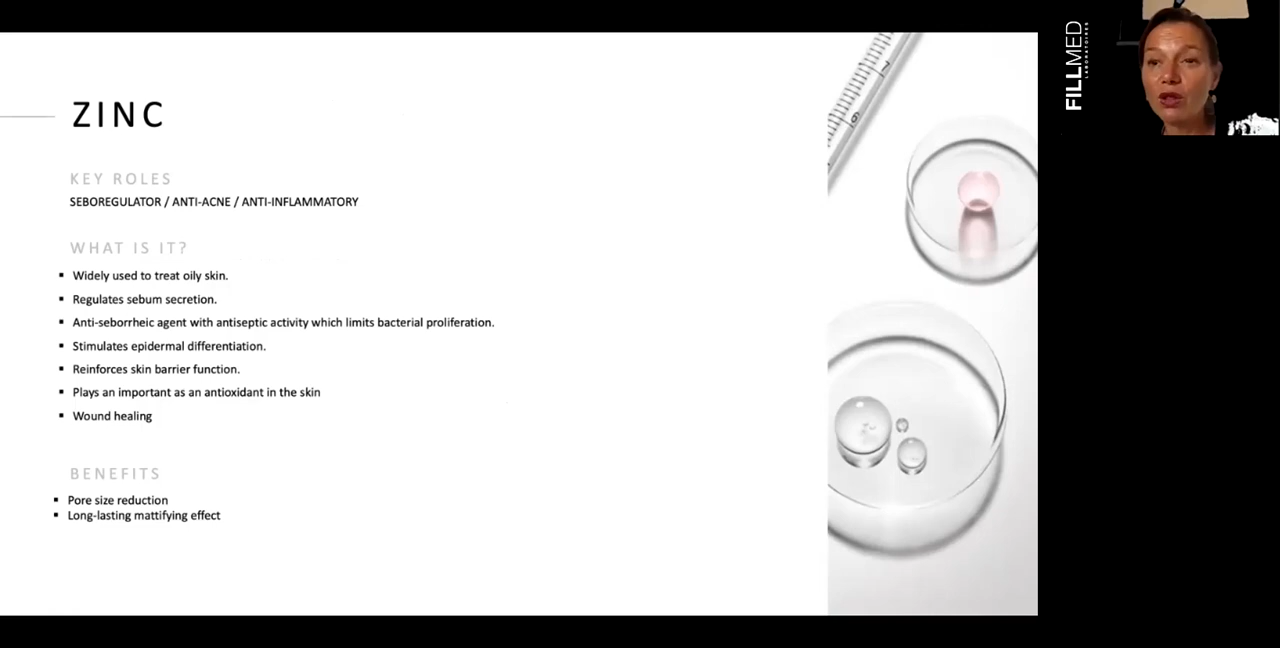 ZINC
KEY ROLES
SEBOREGULATOR / ANTI-ACNE / ANTI-INFLAMMATORY
WHAT IS IT?
▪ Widely used to treat oily skin.
▪ Regulates sebum secretion.
▪ Anti-seborrheic agent with antiseptic activity which limits bacterial proliferation.
▪ Stimulates epidermal differentiation.
▪ Reinforces skin barrier function.
▪ Plays an important as an antioxidant in the skin
▪ Wound healing
BENEFITS
▪ Pore size reduction
▪ Long-lasting mattifying effect
7
6
FILLMED
LABORATOIRES